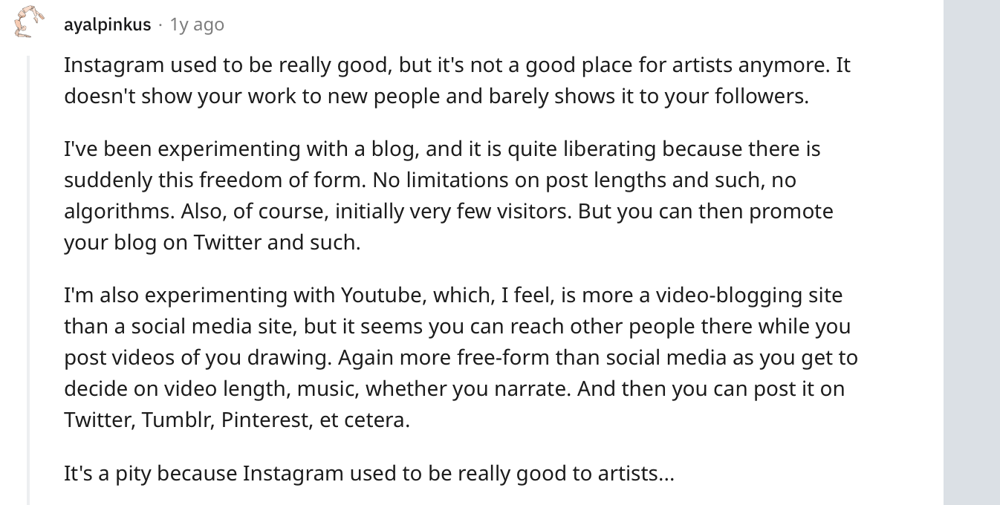 ayalpinkus · 1y ago
Instagram used to be really good, but it's not a good place for artists anymore. It
doesn't show your work to new people and barely shows it to your followers.
I've been experimenting with a blog, and it is quite liberating because there is
suddenly this freedom of form. No limitations on post lengths and such, no
algorithms. Also, of course, initially very few visitors. But you can then promote
your blog on Twitter and such.
I'm also experimenting with Youtube, which, I feel, is more a video-blogging site
than a social media site, but it seems you can reach other people there while you
post videos of you drawing. Again more free-form than social media as you get to
decide on video length, music, whether you narrate. And then you can post it on
Twitter, Tumblr, Pinterest, et cetera.
It's a pity because Instagram used to be really good to artists...